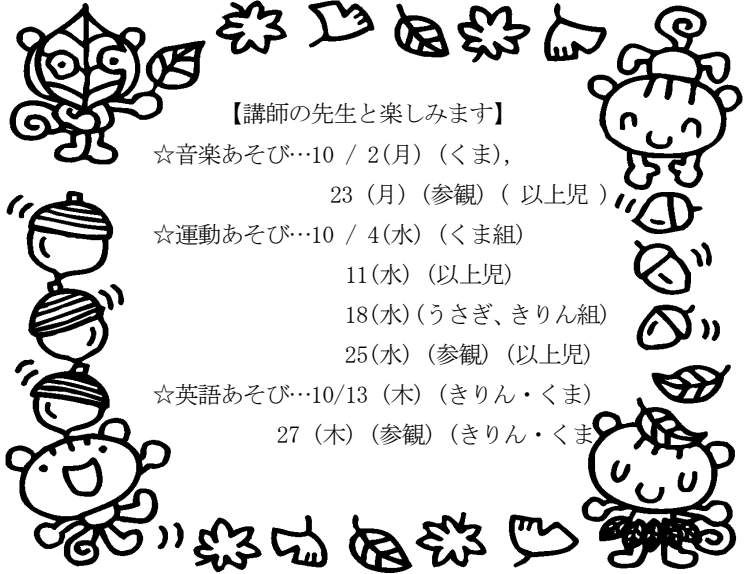 【講師の先生と楽しみます】
☆音楽あそび…10 / 2(月) (くま),
23 (月) (参観) ( 以上児 )
☆運動あそび…10 / 4(水) (くま組)
11(水) (以上児)
18(水)(うさぎ、きりん組)
25(水) (参観) (以上児)
☆英語あそび…10/13 (木) (きりん・くま)
27 (木) (参観) (きりん・くま